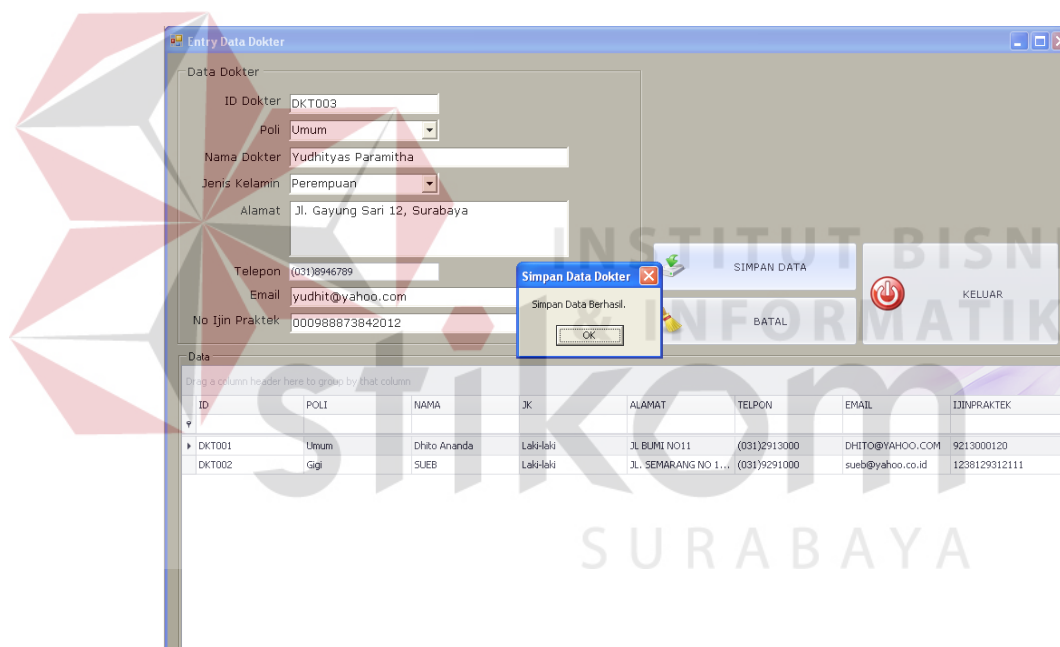 Entry Data Dokter
Data Dokter
ID Dokter DKT003
Poli Umum
Nama Dokter Yudhityas Paramitha
Jenis Kelamin Perempuan
Alamat Jl. Gayung Sari 12, Surabaya
Telepon (031)8946789
Email yudhit@yahoo.com
No Ijin Praktek 000988873842012
SIMPAN DATA
BATAL
KELUAR
Simpan Data Dokter
Simpan Data Berhasil.
OK
Data
Drag a column header here to group by that column
ID POLI NAMA JK ALAMAT TELPON EMAIL IJINPRAKTEK
DKT001 Umum Dhito Ananda Laki-laki JL BUMI NO11 (031)2913000 DHITO@YAHOO.COM 9213000120
DKT002 Gigi SUEB Laki-laki JL. SEMARANG NO 1... (031)9291000 sueb@yahoo.co.id 1238129312111
INSTITUT BISNI
& INFORMATIK
stikom
SURABAYA